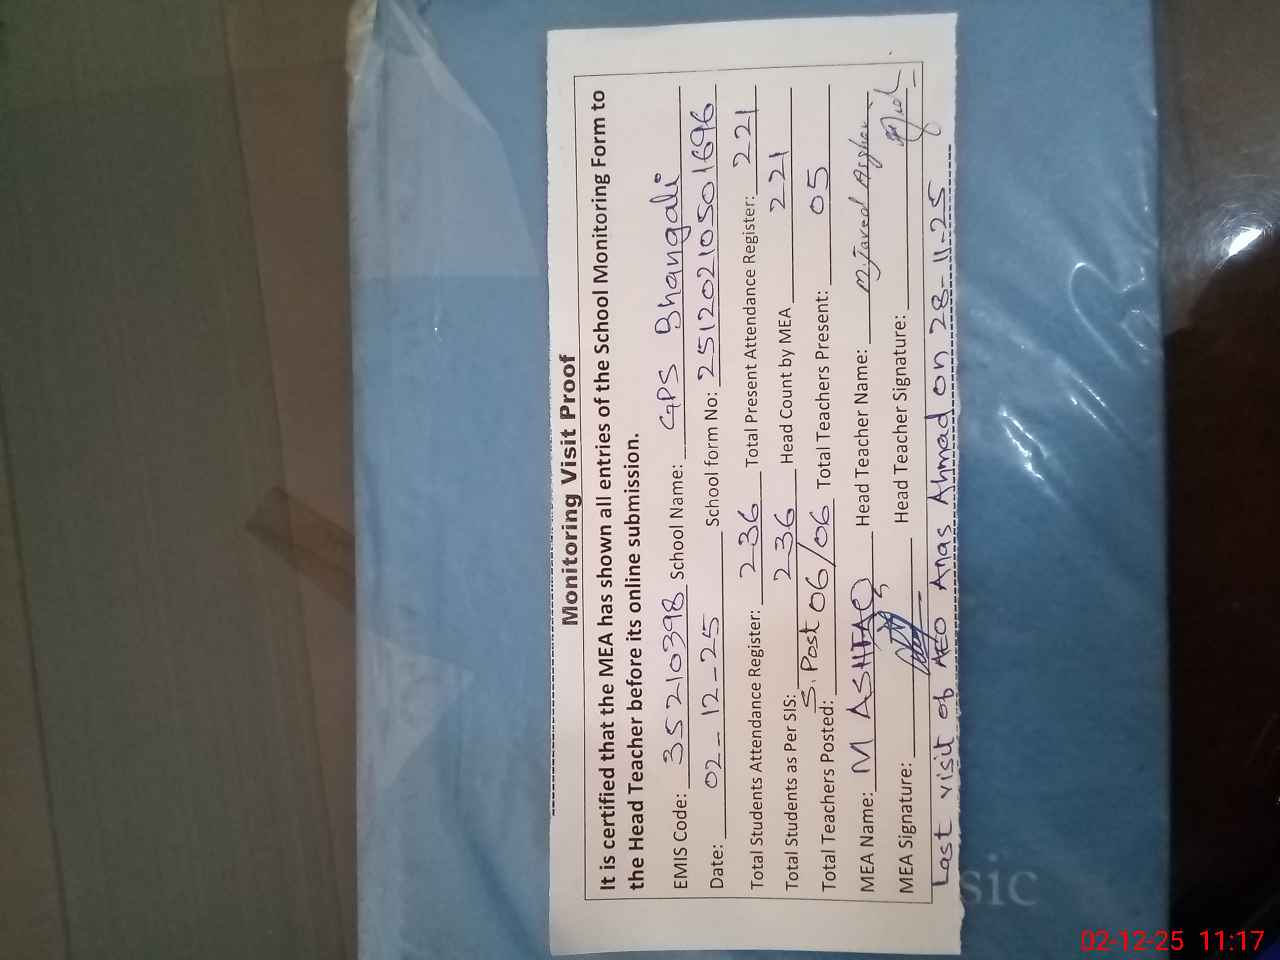 Monitoring Visit Proof
It is certified that the MEA has shown all entries of the School Monitoring Form to
the Head Teacher before its online submission.
EMIS Code: 35210398 School Name: GPS Bhangali
Date: 02-12-25 School form No: 2512021050 1696
Total Students Attendance Register: 236 Total Present Attendance Register: 221
Total Students as Per SIS: 236 Head Count by MEA 221
Total Teachers Posted: S. Post 06/06 Total Teachers Present: 05
MEA Name: M ASHFAQ Head Teacher Name: M. Javed Asghar
MEA Signature: Head Teacher Signature:
Last visit of AEO Anas Ahmad on 28-11-25
sic
02-12-25 11:17